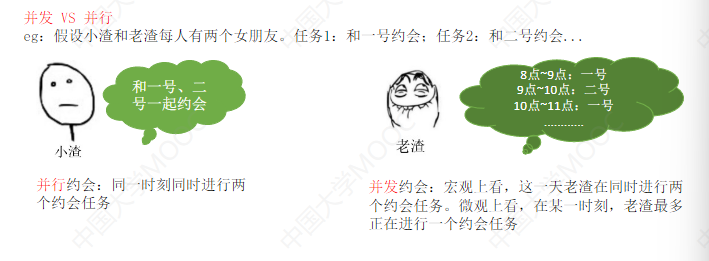 并发 VS 并行
eg：假设小渣和老渣每人有两个女朋友。任务1：和一号约会；任务2：和二号约会...
和一号、二
号一起约会
小渣
并行约会：同一时刻同时进行两
个约会任务
8点~9点：一号
9点~10点：二号
10点~11点：一号
............
老渣
并发约会：宏观上看，这一天老渣在同时进行两
个约会任务。微观上看，在某一时刻，老渣最多
正在进行一个约会任务
中国大学MOOC